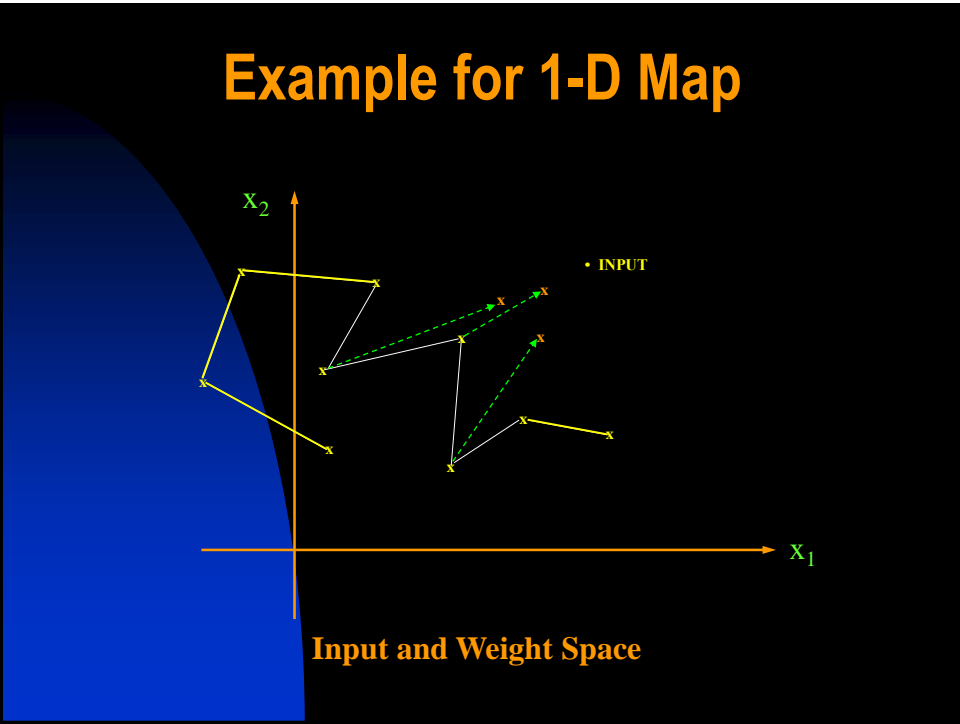 Example for 1-D Map
x₂
• INPUT
x
x
x
x
x
x
x
x
x
x
x
x
x₁
Input and Weight Space